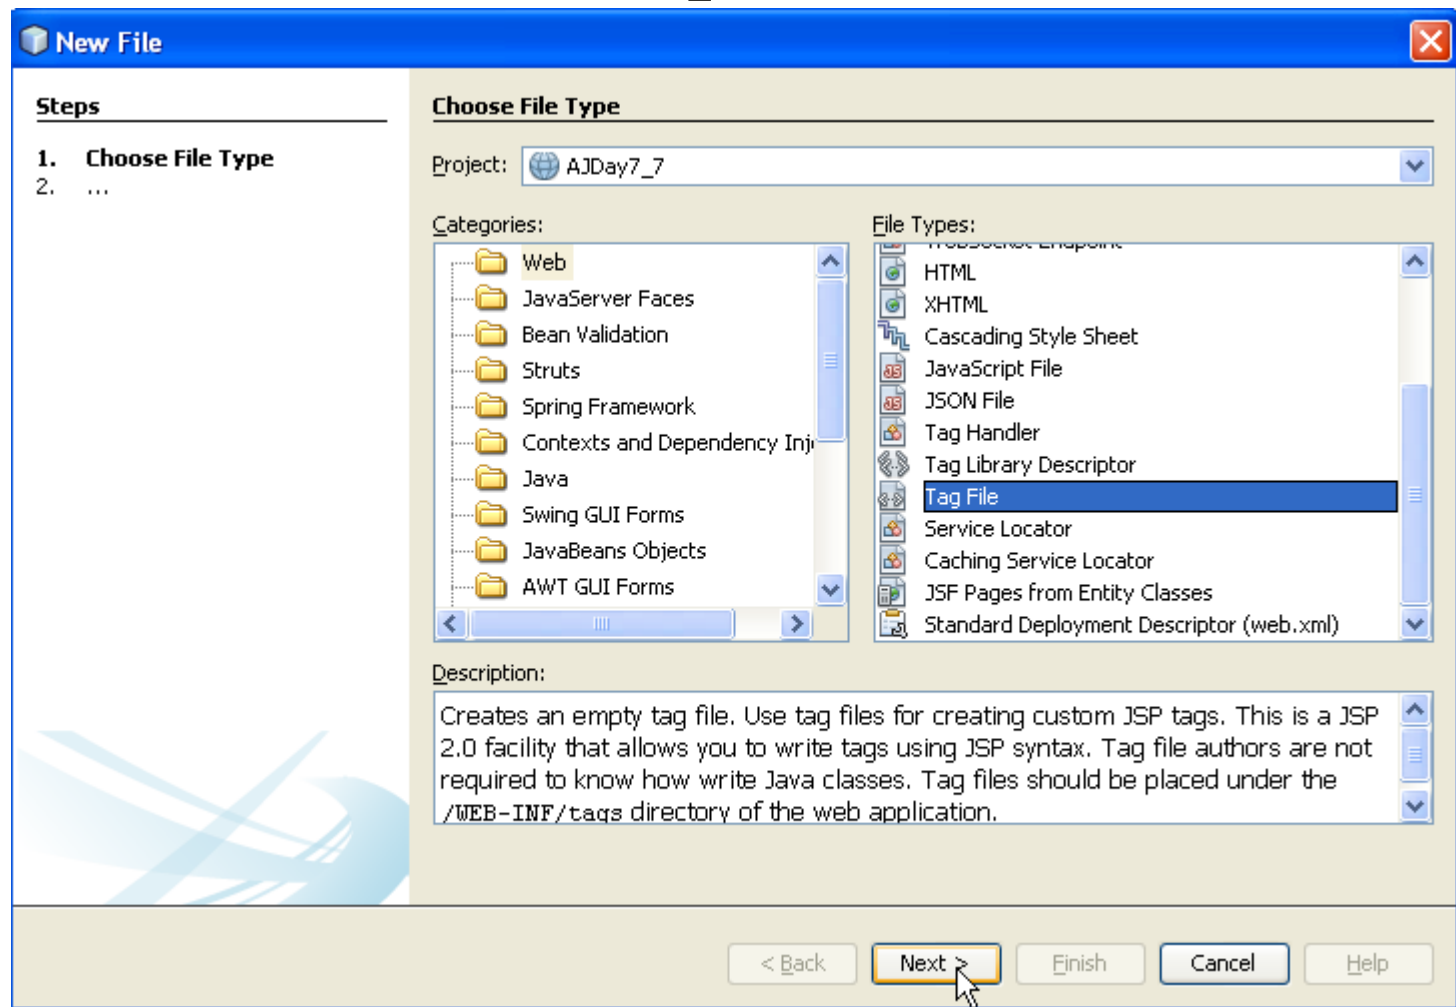 New File
Steps
1. Choose File Type
2. ...
Choose File Type
Project: AJDay7_7
Categories:
Web
JavaServer Faces
Bean Validation
Struts
Spring Framework
Contexts and Dependency Inj
Java
Swing GUI Forms
JavaBeans Objects
AWT GUI Forms
File Types:
WebSocket Endpoint
HTML
XHTML
Cascading Style Sheet
JavaScript File
JSON File
Tag Handler
Tag Library Descriptor
Tag File
Service Locator
Caching Service Locator
JSF Pages from Entity Classes
Standard Deployment Descriptor (web.xml)
Description:
Creates an empty tag file. Use tag files for creating custom JSP tags. This is a JSP
2.0 facility that allows you to write tags using JSP syntax. Tag file authors are not
required to know how write Java classes. Tag files should be placed under the
/WEB-INF/tags directory of the web application.
< Back
Next >
Finish
Cancel
Help